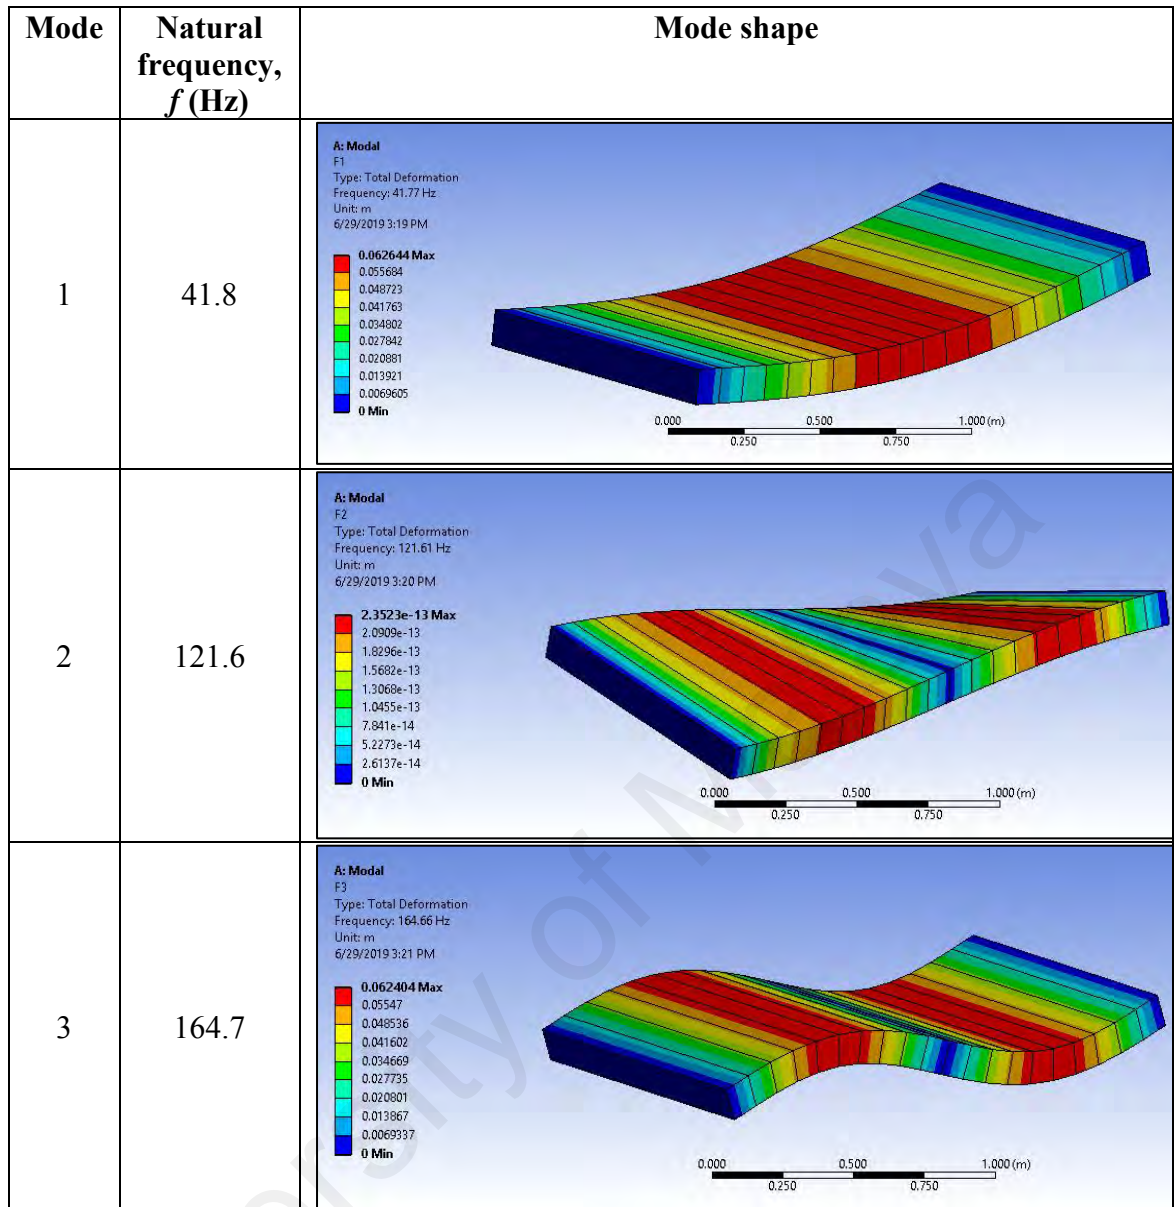 Mode Natural frequency, f (Hz) Mode shape
1
41.8
A: Modal
F1
Type: Total Deformation
Frequency: 41.77 Hz
Unit: m
6/29/2019 3:19 PM
0.062644 Max
0.055684
0.048723
0.041763
0.034802
0.027842
0.020881
0.013921
0.0069605
0 Min
0.000 0.500 1.000 (m)
0.250 0.750
2
121.6
A: Modal
F2
Type: Total Deformation
Frequency: 121.61 Hz
Unit: m
6/29/2019 3:20 PM
2.3523e-13 Max
2.0909e-13
1.8296e-13
1.5682e-13
1.3068e-13
1.0455e-13
7.841e-14
5.2273e-14
2.6137e-14
0 Min
0.000 0.500 1.000 (m)
0.250 0.750
3
164.7
A: Modal
F3
Type: Total Deformation
Frequency: 164.66 Hz
Unit: m
6/29/2019 3:21 PM
0.062404 Max
0.05547
0.048536
0.041602
0.034669
0.027735
0.020801
0.013867
0.0069337
0 Min
0.000 0.500 1.000 (m)
0.250 0.750